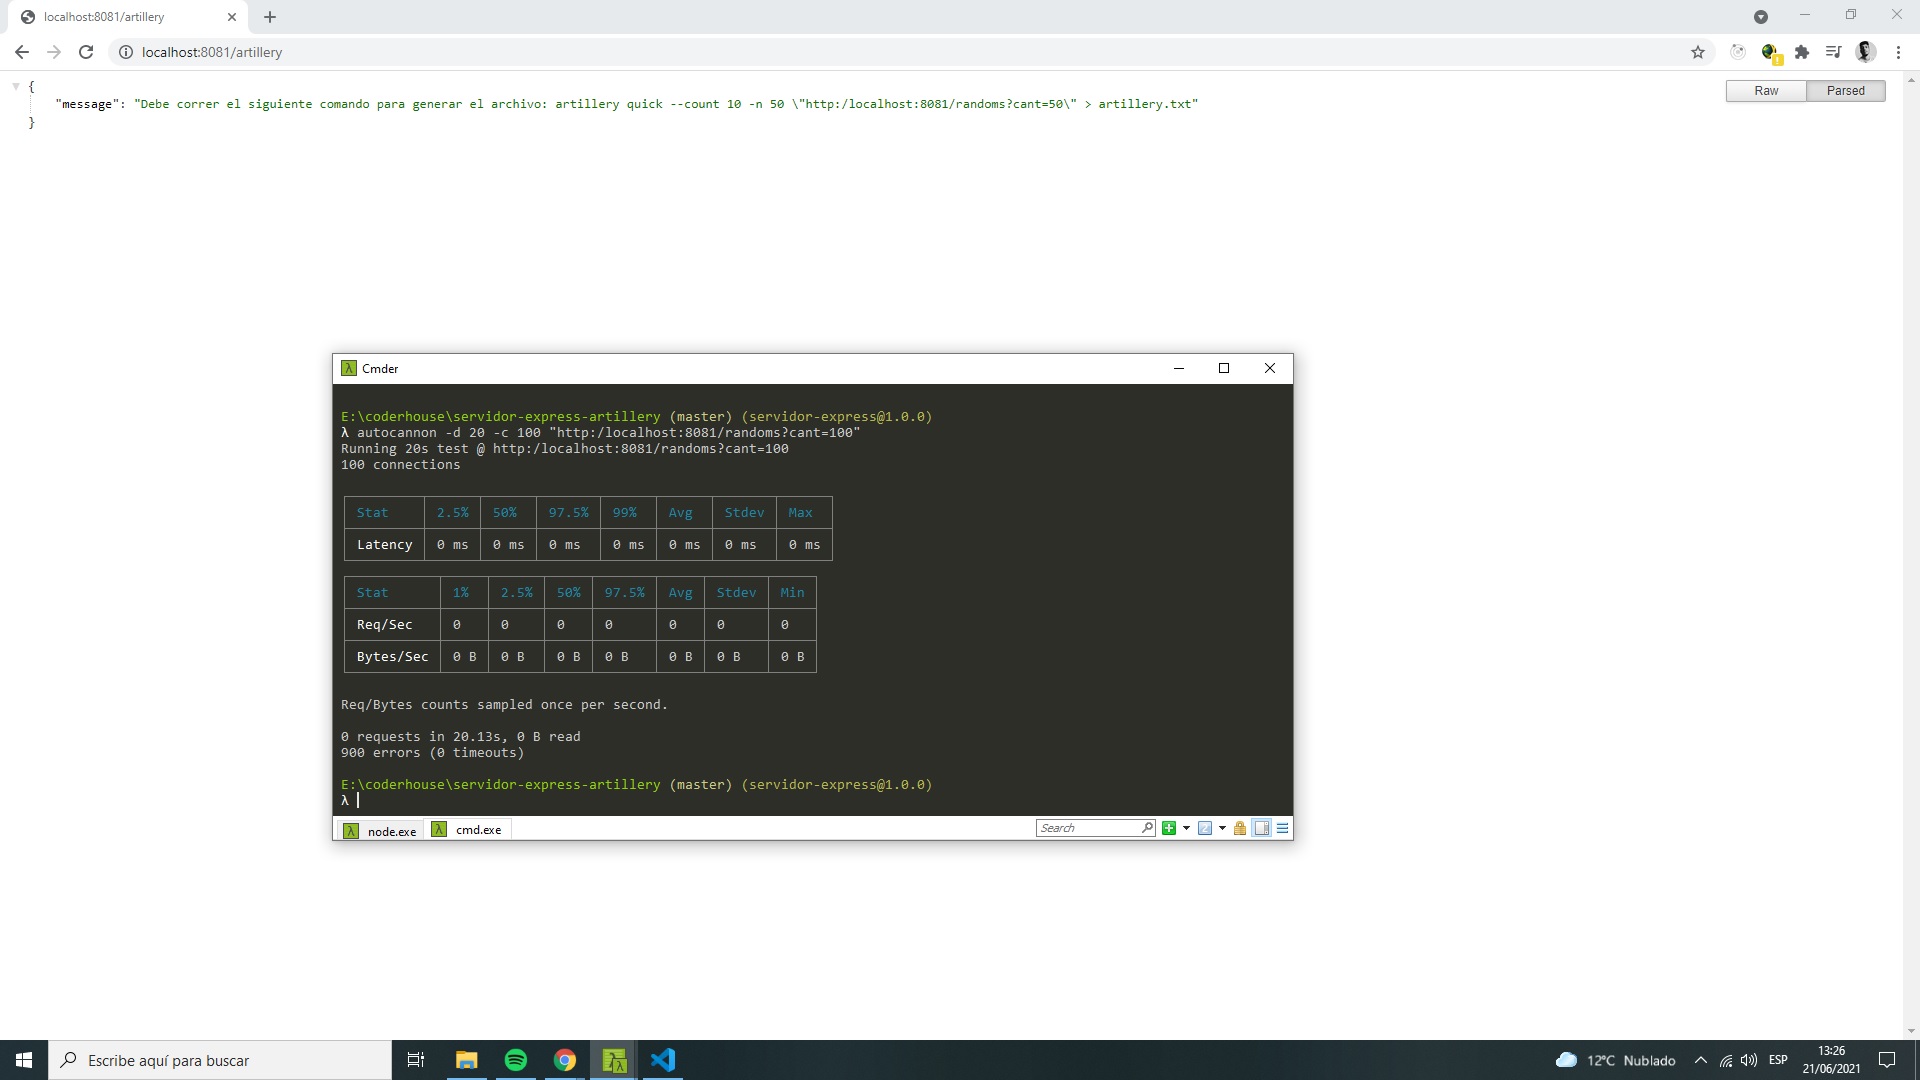 localhost:8081/artillery
localhost:8081/artillery
{
"message": "Debe correr el siguiente comando para generar el archivo: artillery quick --count 10 -n 50 \"http:/localhost:8081/randoms?cant=50\" > artillery.txt"
}
Raw Parsed
Cmder
E:\coderhouse\servidor-express-artillery (master) (servidor-express@1.0.0)
λ autocannon -d 20 -c 100 "http:/localhost:8081/randoms?cant=100"
Running 20s test @ http:/localhost:8081/randoms?cant=100
100 connections
Stat 2.5% 50% 97.5% 99% Avg Stdev Max
Latency 0 ms 0 ms 0 ms 0 ms 0 ms 0 ms 0 ms
Stat 1% 2.5% 50% 97.5% Avg Stdev Min
Req/Sec 0 0 0 0 0 0 0
Bytes/Sec 0 B 0 B 0 B 0 B 0 B 0 B 0 B
Req/Bytes counts sampled once per second.
0 requests in 20.13s, 0 B read
900 errors (0 timeouts)
E:\coderhouse\servidor-express-artillery (master) (servidor-express@1.0.0)
λ
λ node.exe λ cmd.exe Search
Escribe aquí para buscar
12°C Nublado ESP
13:26
21/06/2021